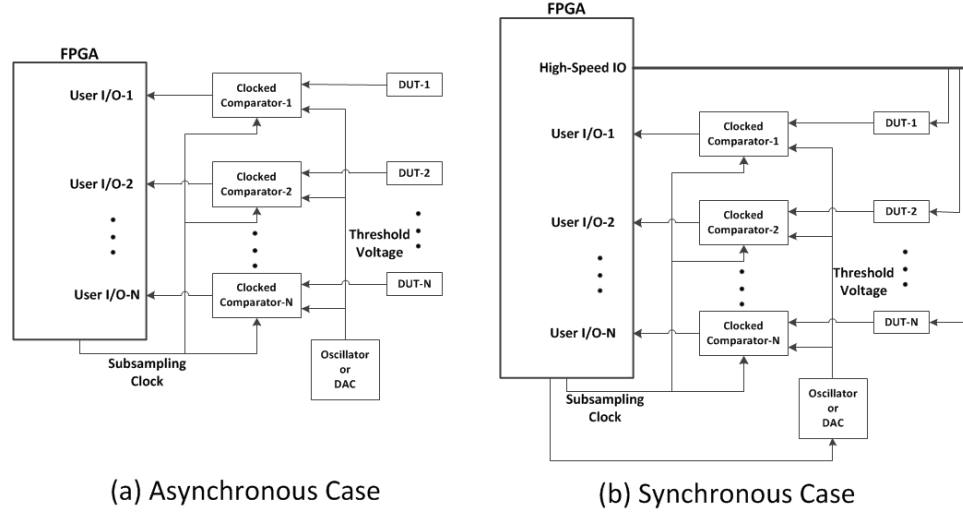 FPGA
User I/O-1
Clocked
Comparator-1
DUT-1
User I/O-2
Clocked
Comparator-2
DUT-2
Threshold
Voltage
User I/O-N
Clocked
Comparator-N
DUT-N
Subsampling
Clock
Oscillator
or
DAC
(a) Asynchronous Case
FPGA
High-Speed IO
User I/O-1
Clocked
Comparator-1
DUT-1
User I/O-2
Clocked
Comparator-2
DUT-2
Threshold
Voltage
User I/O-N
Clocked
Comparator-N
DUT-N
Subsampling
Clock
Oscillator
or
DAC
(b) Synchronous Case